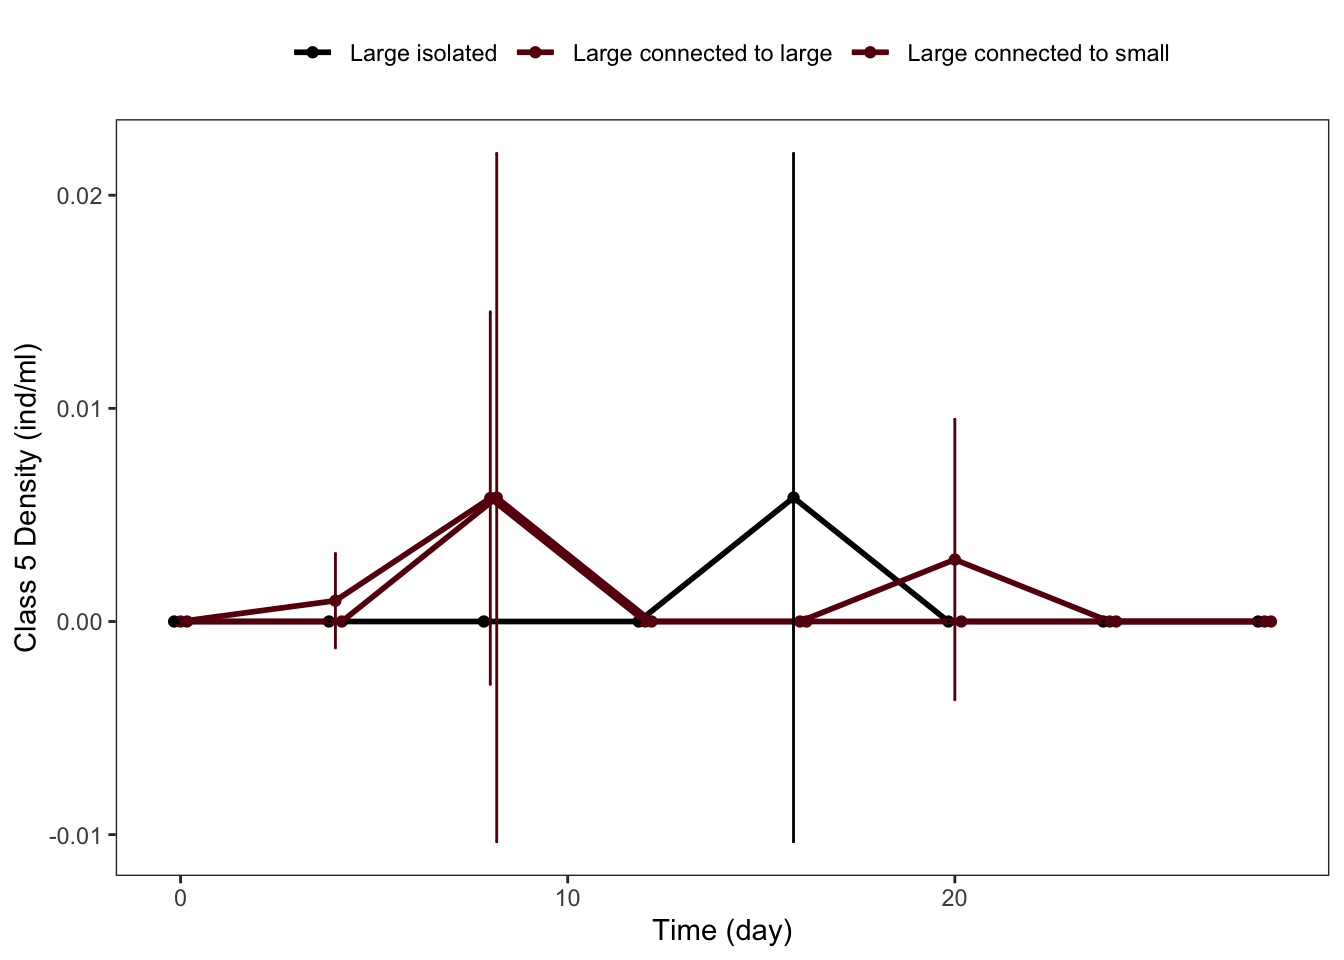 Large isolated Large connected to large Large connected to small
0.02
0.01
0.00
-0.01
Class 5 Density (ind/ml)
0 10 20
Time (day)